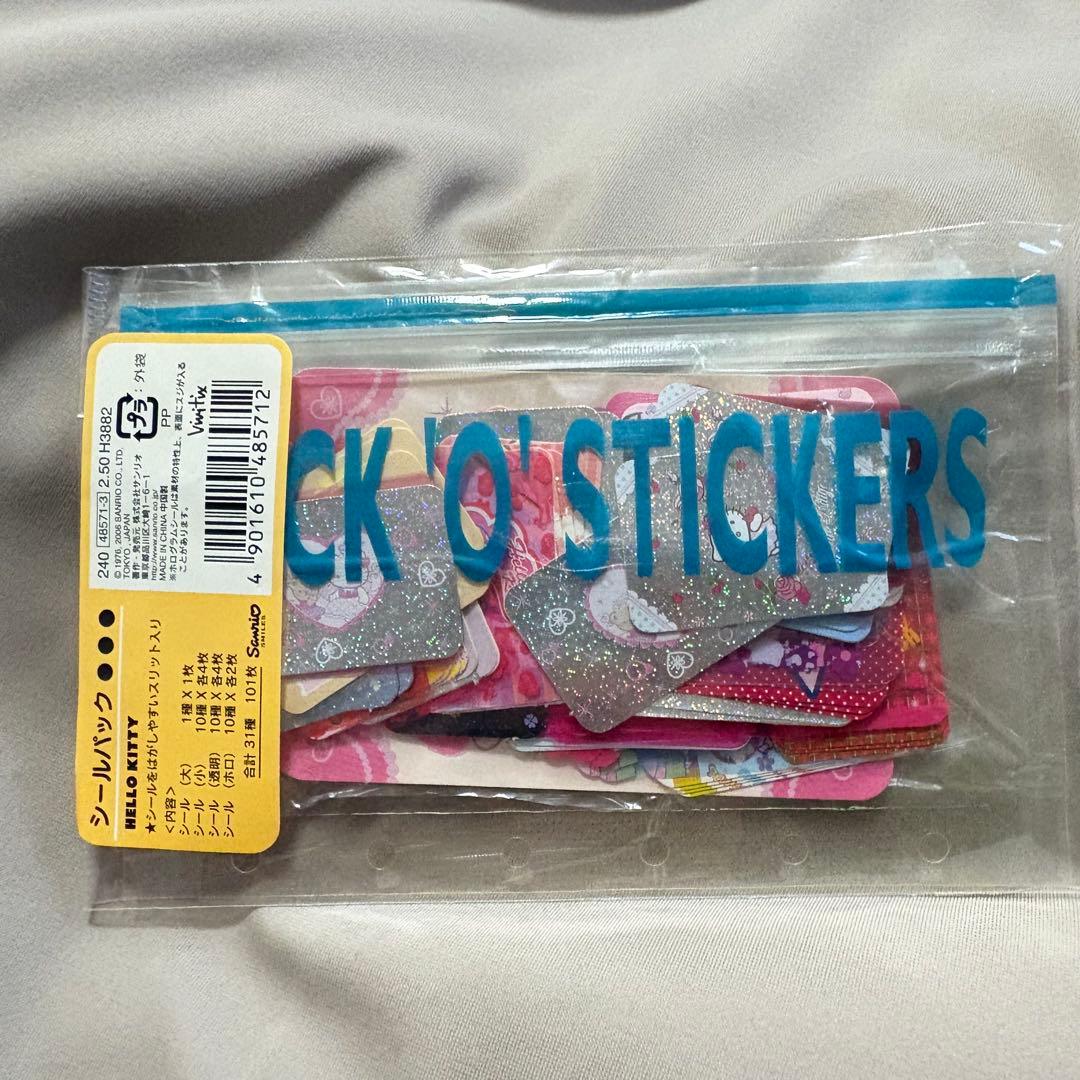 CK 'O' STICKERS
シールパック
HELLO KITTY
★シールをはがしやすいスリット入り
<内容>
シール (大) 1種 X 1枚
シール (小) 10種 X 各4枚
シール (透明) 10種 X 各4枚
シール (ホロ) 10種 X 各2枚
合計 31種 101枚
Sanrio
SMILES
240 48571-3 2.50 H3882
© 1976, 2006 SANRIO CO., LTD.
TOKYO, JAPAN
著作・発売元 株式会社サンリオ
東京都品川区大崎1-6-1
http://www.sanrio.co.jp/
MADE IN CHINA 中国製
※ホログラムシールは素材の特性上、表面にスジが入る
ことがあります。
プラ
: 外袋
PP
Vivitix
4 901610 485712